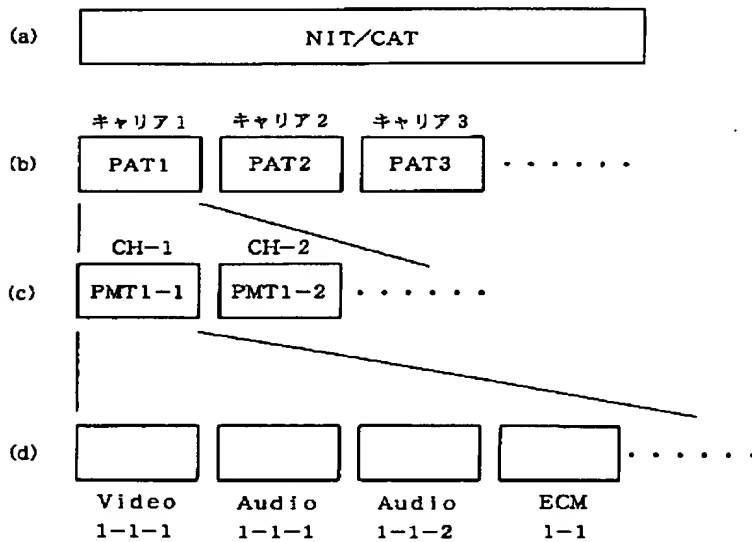 (a) NIT/CAT
キャリア1 キャリア2 キャリア3
(b) PAT1 PAT2 PAT3 ······
CH-1 CH-2
(c) PMT1-1 PMT1-2 ······
(d) ······
Video Audio Audio ECM
1-1-1 1-1-1 1-1-2 1-1